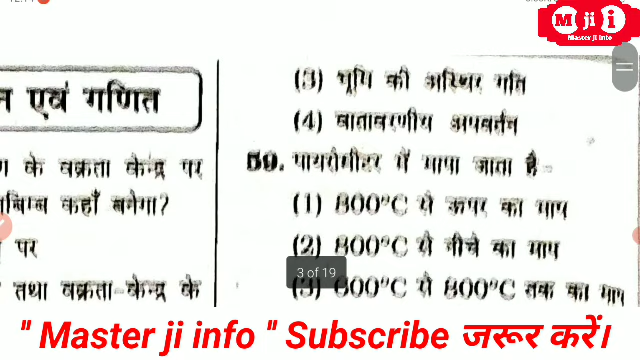 M ji i
Master ji info
एवं गणित
के वक्रता केन्द्र पर
कहाँ बनेगा?
पर
तथा वक्रता-केन्द्र के
(3) भूमि की अस्थिर गति
(4) वातावरणीय अपवर्तन
59. पायरोमीटर में मापा जाता है-
(1) 800°C से ऊपर का माप
(2) 800°C से नीचे का माप
(3) 600°C से 800°C तक का माप
3 of 19
" Master ji info " Subscribe जरूर करें।